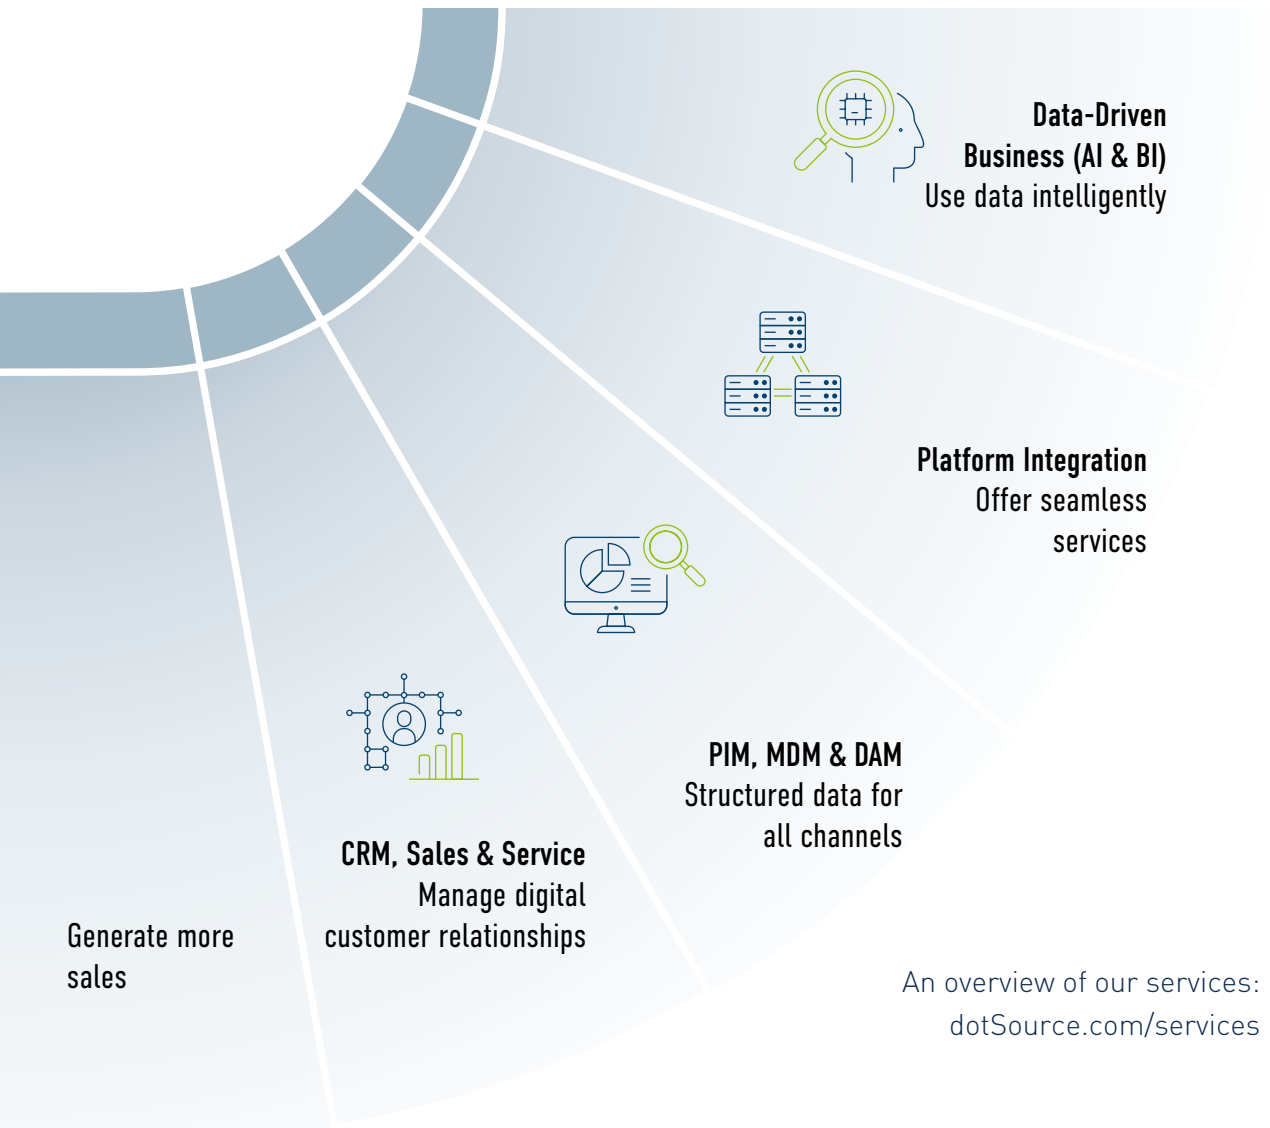 Data-Driven
Business (AI & BI)
Use data intelligently
Platform Integration
Offer seamless
services
PIM, MDM & DAM
Structured data for
all channels
CRM, Sales & Service
Manage digital
customer relationships
Generate more
sales
An overview of our services:
dotSource.com/services